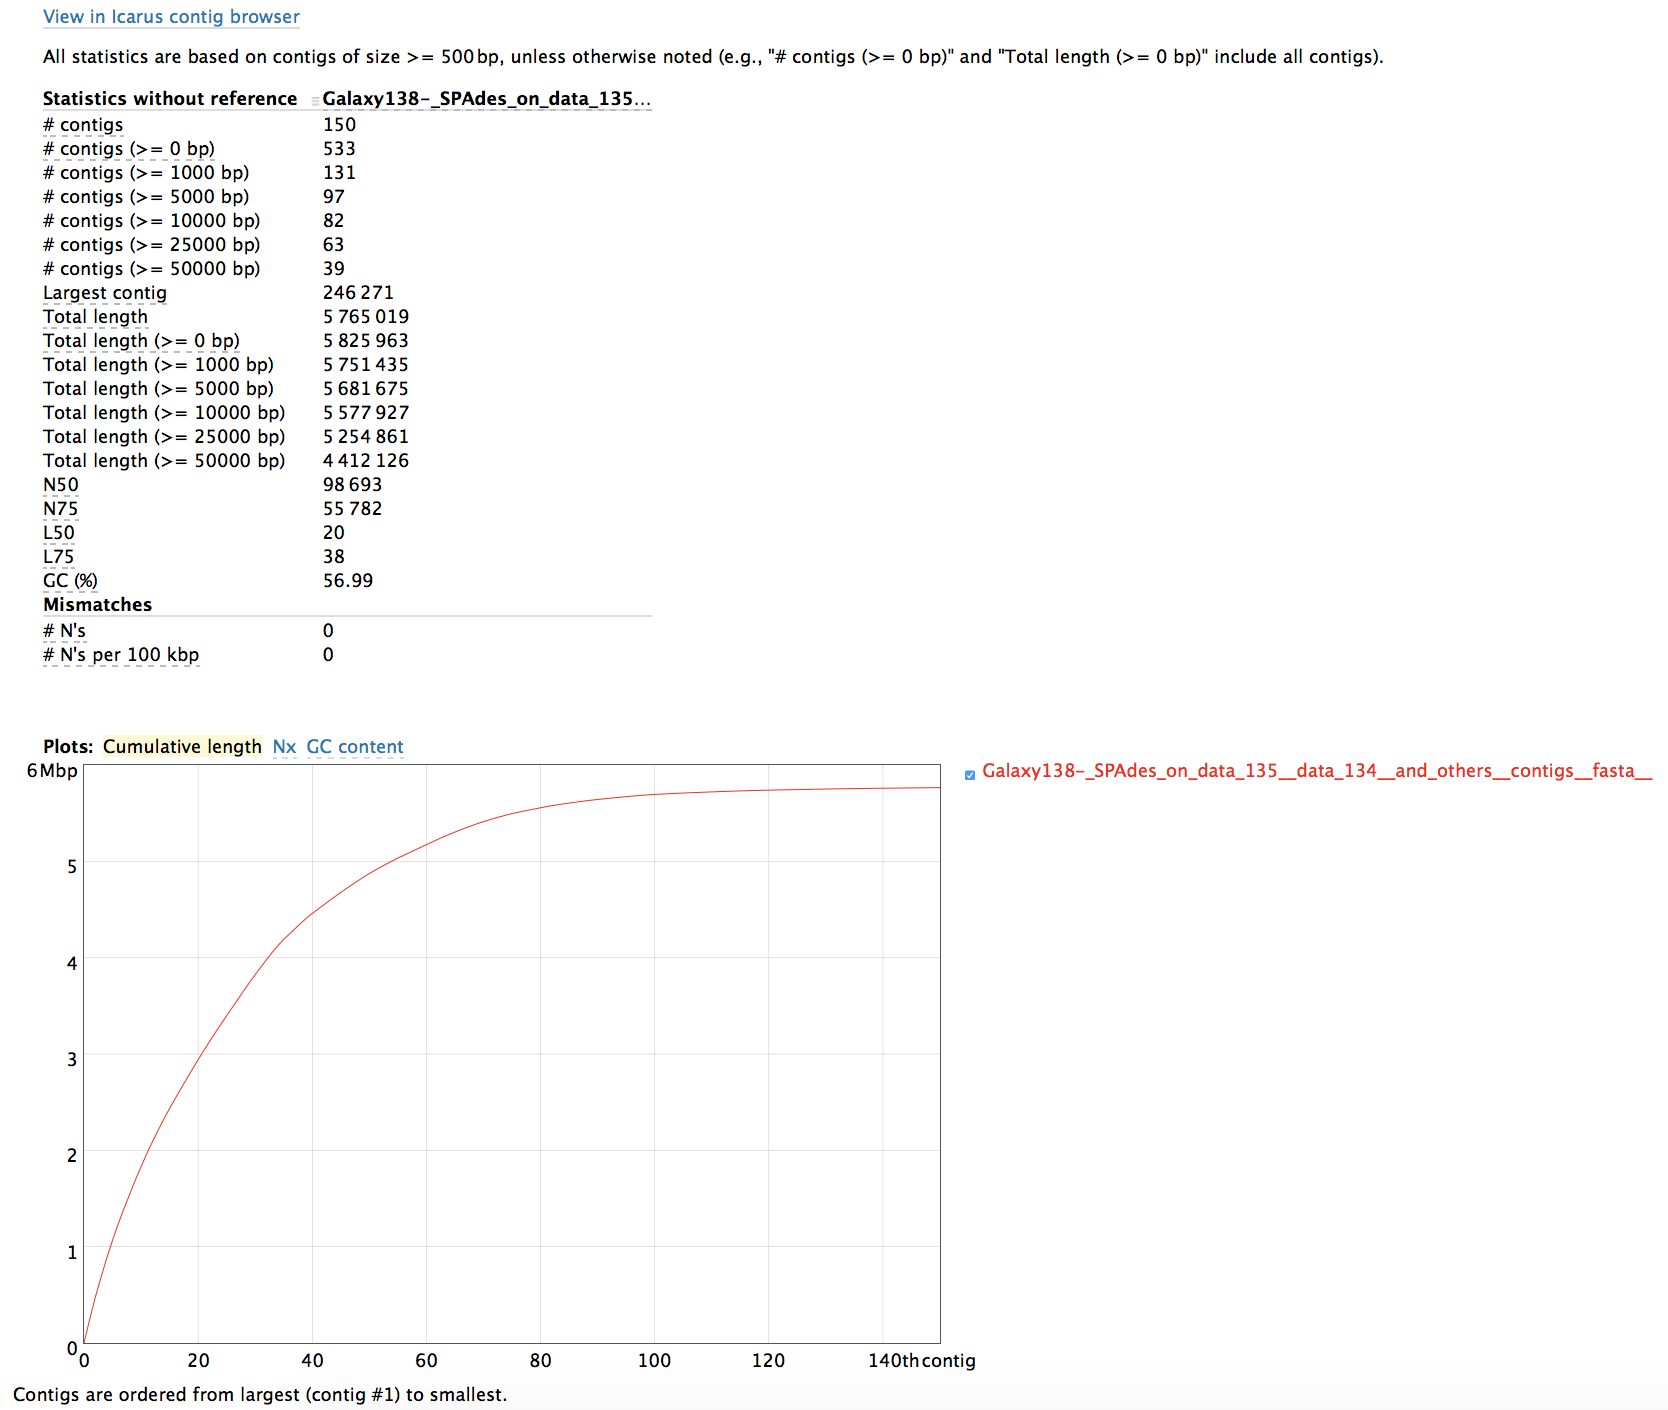 View in Icarus contig browser
All statistics are based on contigs of size >= 500 bp, unless otherwise noted (e.g., "# contigs (>= 0 bp)" and "Total length (>= 0 bp)" include all contigs).
Statistics without reference Galaxy138-_SPAdes_on_data_135...
# contigs 150
# contigs (>= 0 bp) 533
# contigs (>= 1000 bp) 131
# contigs (>= 5000 bp) 97
# contigs (>= 10000 bp) 82
# contigs (>= 25000 bp) 63
# contigs (>= 50000 bp) 39
Largest contig 246 271
Total length 5 765 019
Total length (>= 0 bp) 5 825 963
Total length (>= 1000 bp) 5 751 435
Total length (>= 5000 bp) 5 681 675
Total length (>= 10000 bp) 5 577 927
Total length (>= 25000 bp) 5 254 861
Total length (>= 50000 bp) 4 412 126
N50 98 693
N75 55 782
L50 20
L75 38
GC (%) 56.99
Mismatches
# N's 0
# N's per 100 kbp 0
Plots: Cumulative length Nx GC content
6 Mbp
Galaxy138-_SPAdes_on_data_135__data_134__and_others__contigs__fasta__
5
4
3
2
1
0
0 20 40 60 80 100 120 140th contig
Contigs are ordered from largest (contig #1) to smallest.